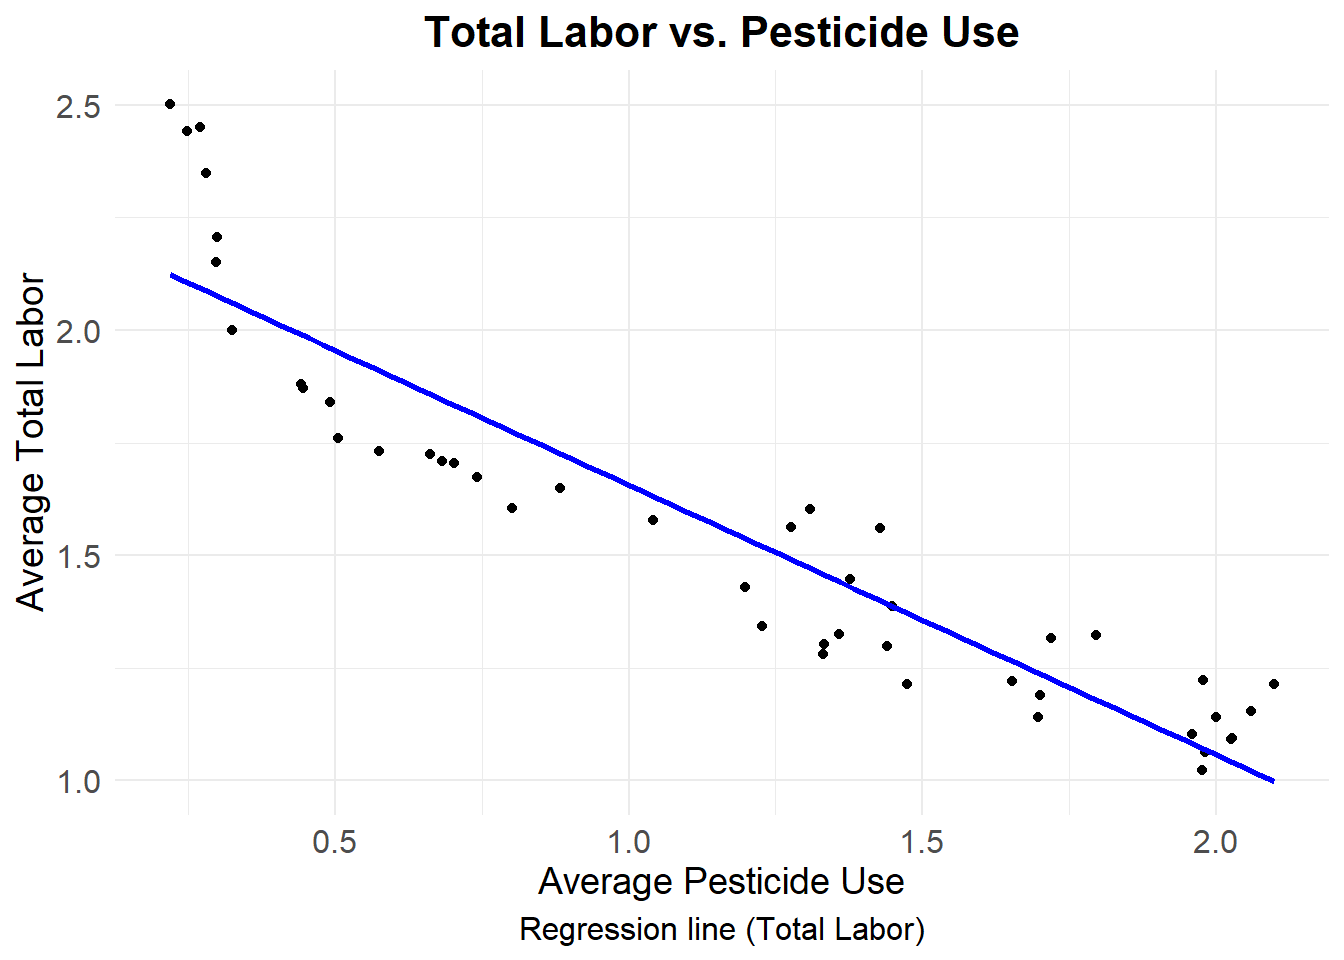 Total Labor vs. Pesticide Use
2.5
2.0
1.5
1.0
Average Total Labor
0.5 1.0 1.5 2.0
Average Pesticide Use
Regression line (Total Labor)